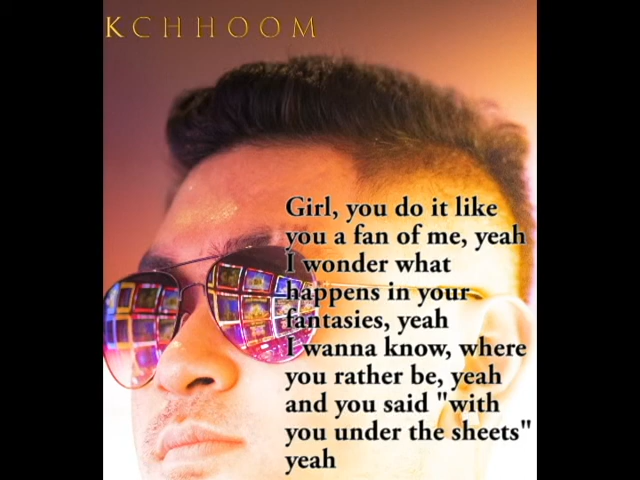 KCHHOOM
Girl, you do it like
you a fan of me, yeah
I wonder what
happens in your
fantasies, yeah
I wanna know, where
you rather be, yeah
and you said "with
you under the sheets"
yeah